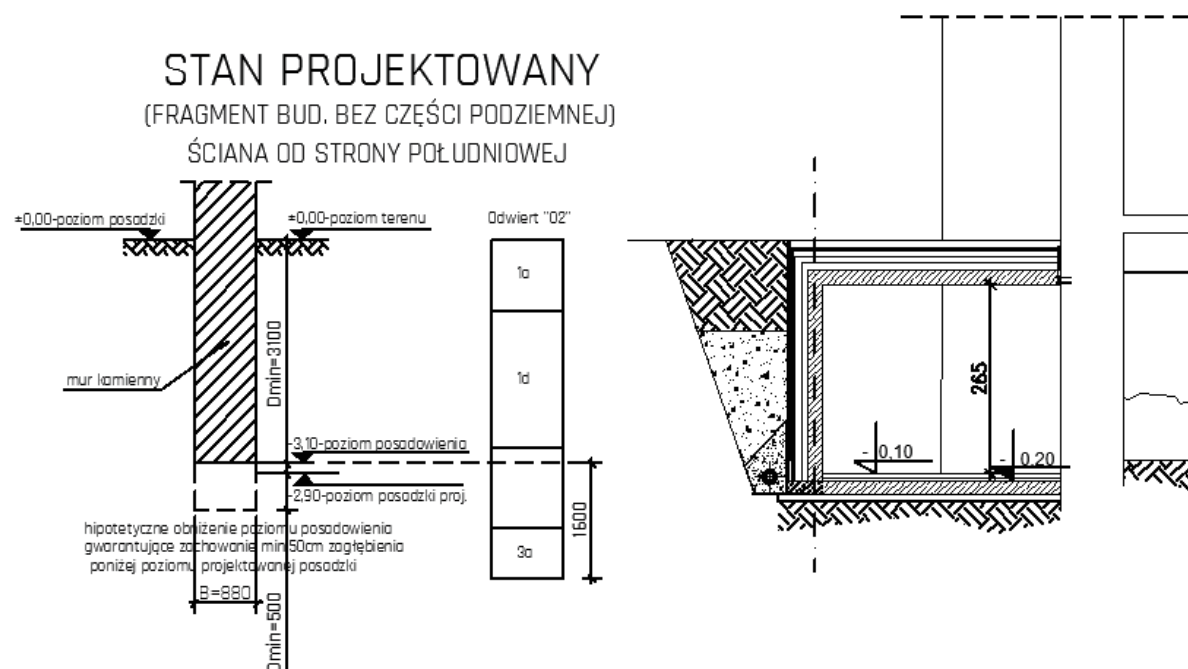 STAN PROJEKTOWANY
(FRAGMENT BUD. BEZ CZĘŚCI PODZIEMNEJ)
ŚCIANA OD STRONY POŁUDNIOWEJ
±0,00-poziom posadzki
±0,00-poziom terenu
Odwiert "02"
1a
Dmin=3100
1d
mur kamienny
265
-3,10-poziom posadowienia
- 0,10
- 0,20
-2,90-poziom posadzki proj.
1600
hipotetyczne obniżenie poziomu posadowienia
gwarantujące zachowanie min 50cm zagłębienia
poniżej poziomu projektowanej posadzki
3a
B=880
Dmin=500